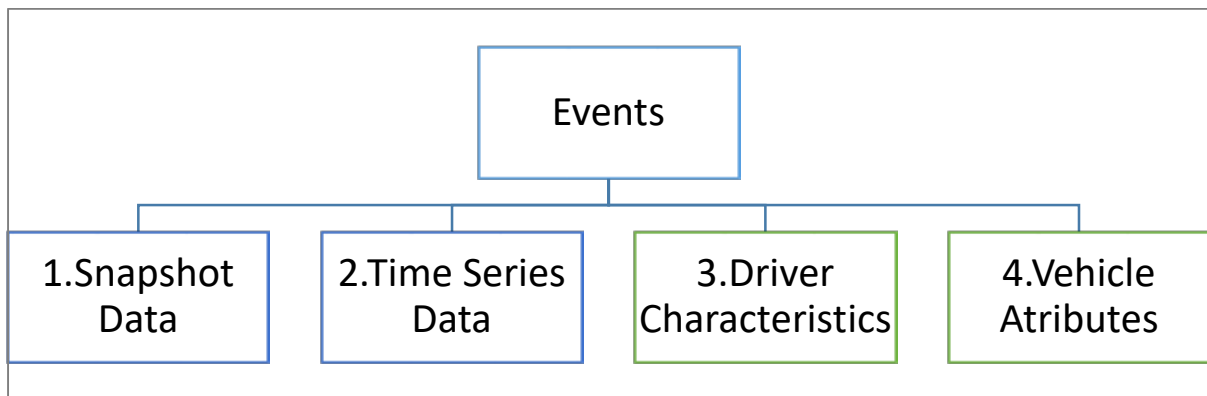 Events
1.Snapshot
Data
2.Time Series
Data
3.Driver
Characteristics
4.Vehicle
Atributes